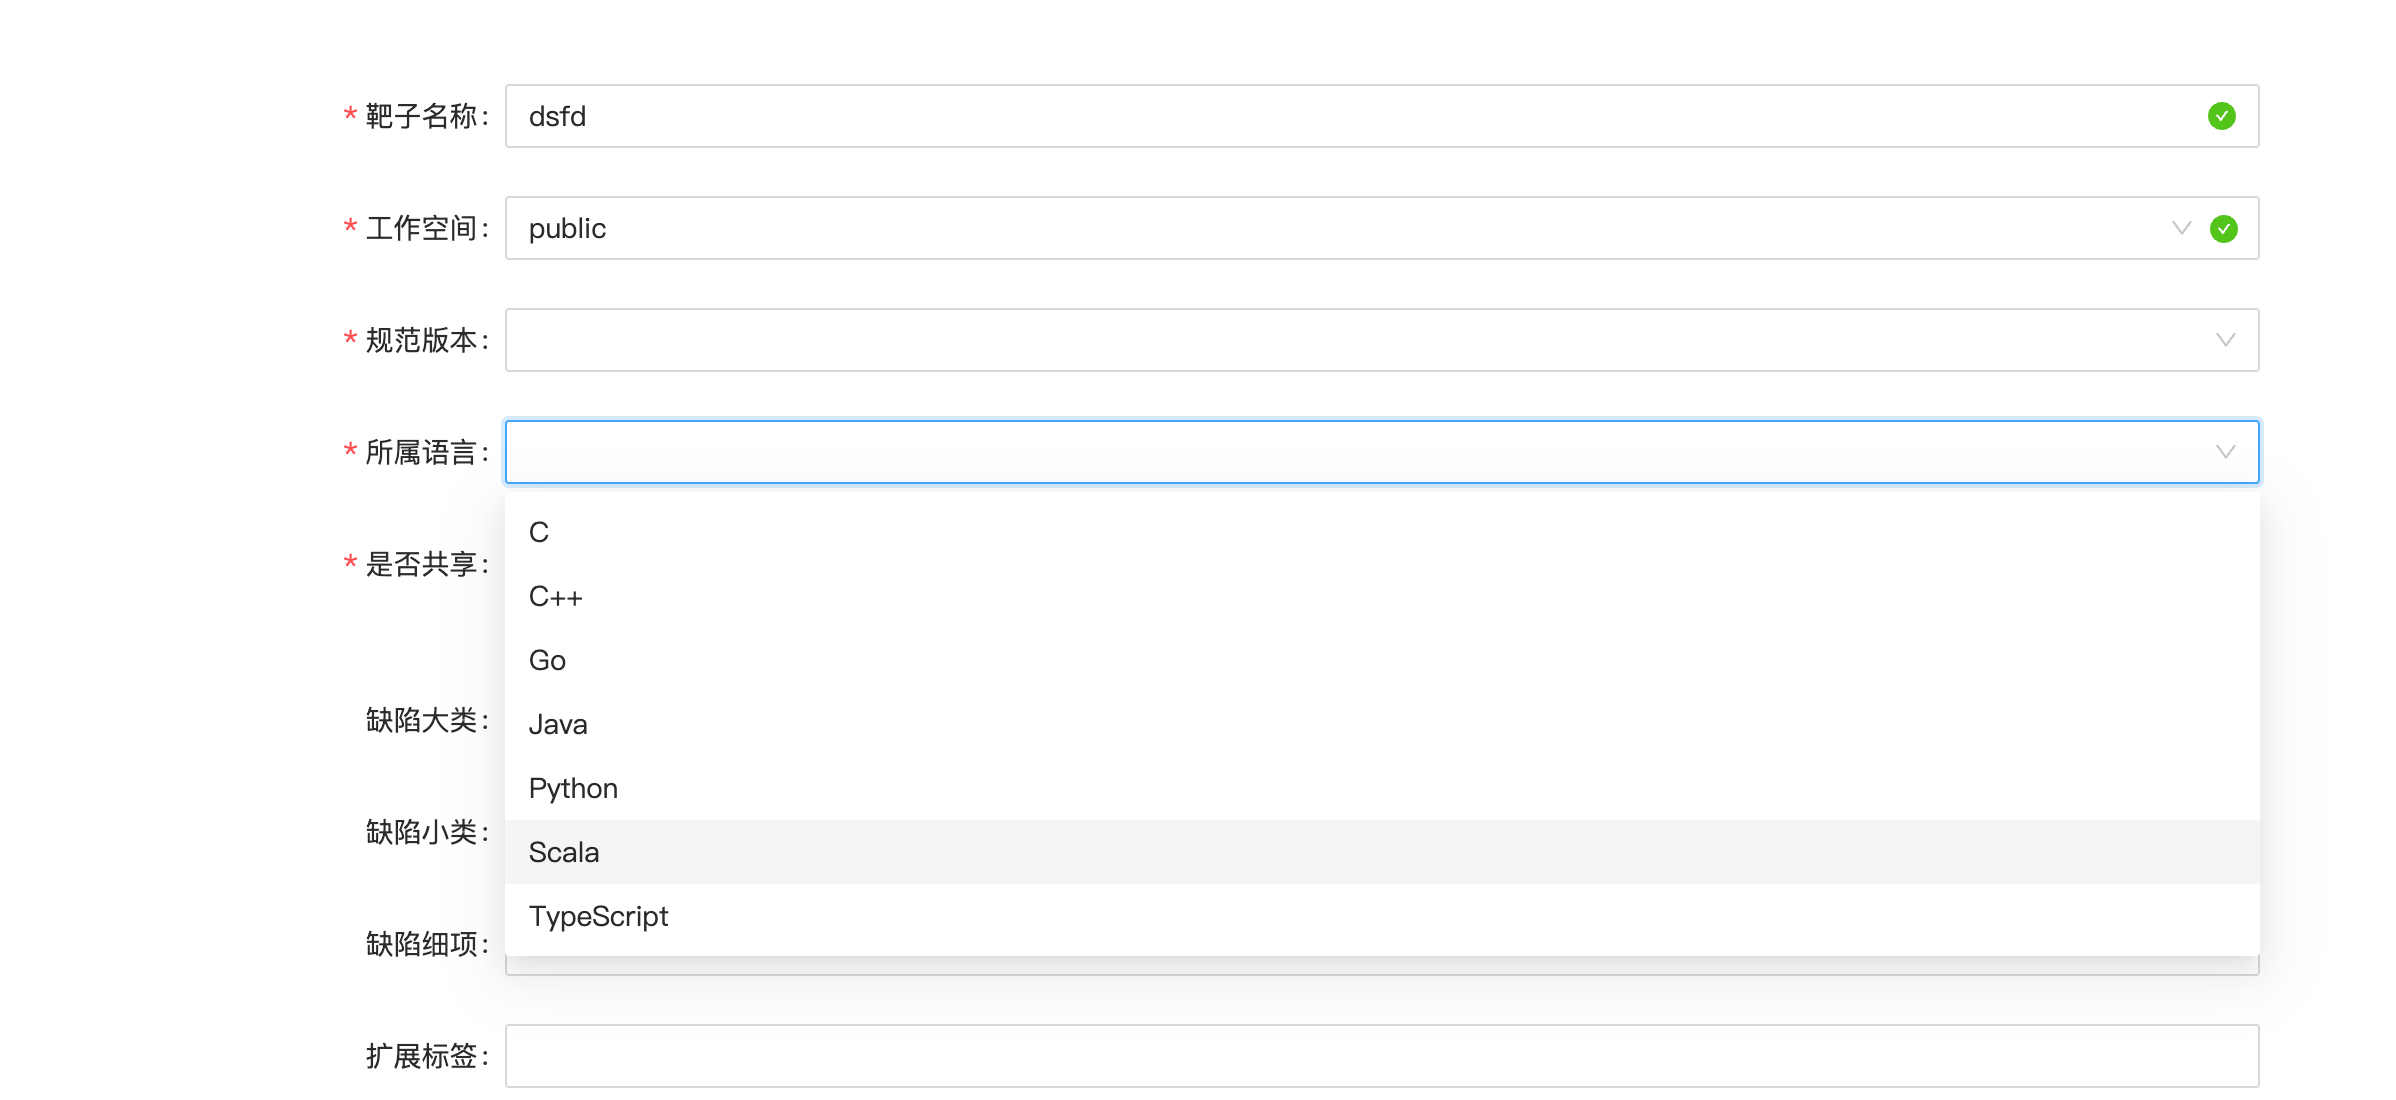 * 靶子名称: dsfd
* 工作空间: public
* 规范版本:
* 所属语言:
C
C++
Go
Java
Python
Scala
TypeScript
* 是否共享:
缺陷大类:
缺陷小类:
缺陷细项:
扩展标签: